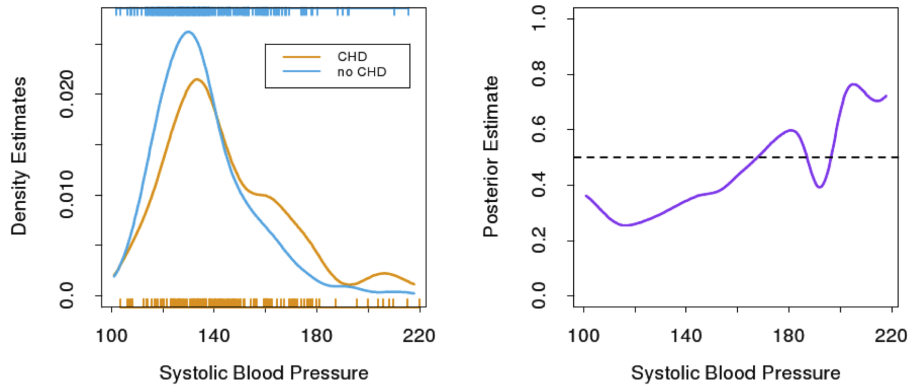 CHD
no CHD
Density Estimates
0.0
0.010
0.020
100
140
180
220
Systolic Blood Pressure
Posterior Estimate
0.0
0.2
0.4
0.6
0.8
1.0
100
140
180
220
Systolic Blood Pressure